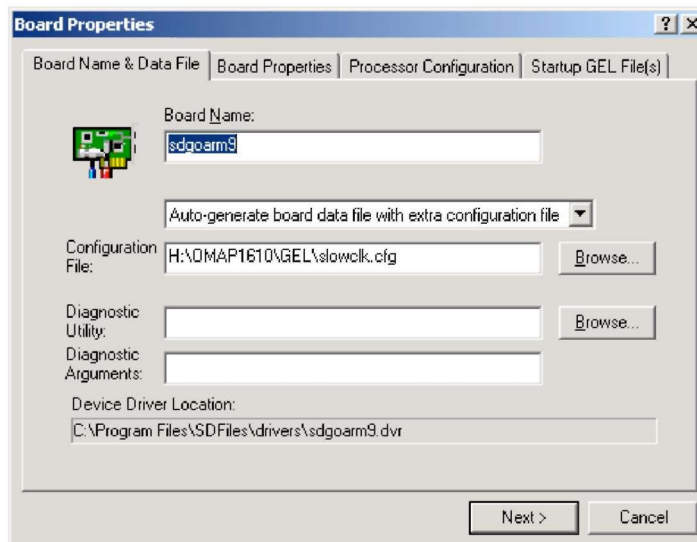 Board Properties
Board Name & Data File Board Properties Processor Configuration Startup GEL File(s)
Board Name:
sdgoarm9
Auto-generate board data file with extra configuration file
Configuration File: H:\OMAP1610\GEL\slowclk.cfg Browse...
Diagnostic Utility: Browse...
Diagnostic Arguments:
Device Driver Location:
C:\Program Files\SDFiles\drivers\sdgoarm9.dvr
Next > Cancel